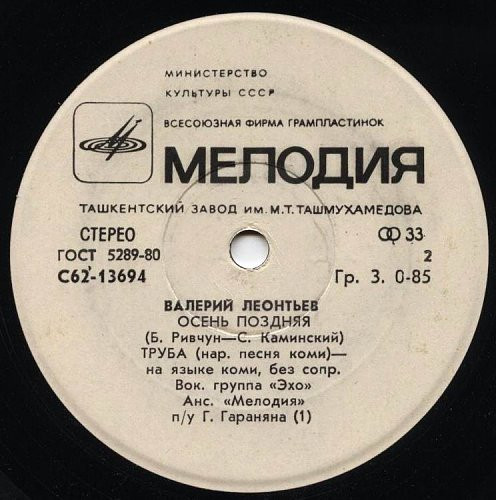 МИНИСТЕРСТВО
КУЛЬТУРЫ СССР
ВСЕСОЮЗНАЯ ФИРМА ГРАМПЛАСТИНОК
МЕЛОДИЯ
ТАШКЕНТСКИЙ ЗАВОД ИМ. М.Т. ТАШМУХАМЕДОВА
СТЕРЕО 33
ГОСТ 5289-80 2
С62-13694 Гр. 3. 0-85
ВАЛЕРИЙ ЛЕОНТЬЕВ
ОСЕНЬ ПОЗДНЯЯ
(Б. Ривчун—С. Каминский)
ТРУБА (нар. песня коми)—
на языке коми, без сопр.
Вок. группа «Эхо»
Анс. «Мелодия»
п/у Г. Гараняна (1)